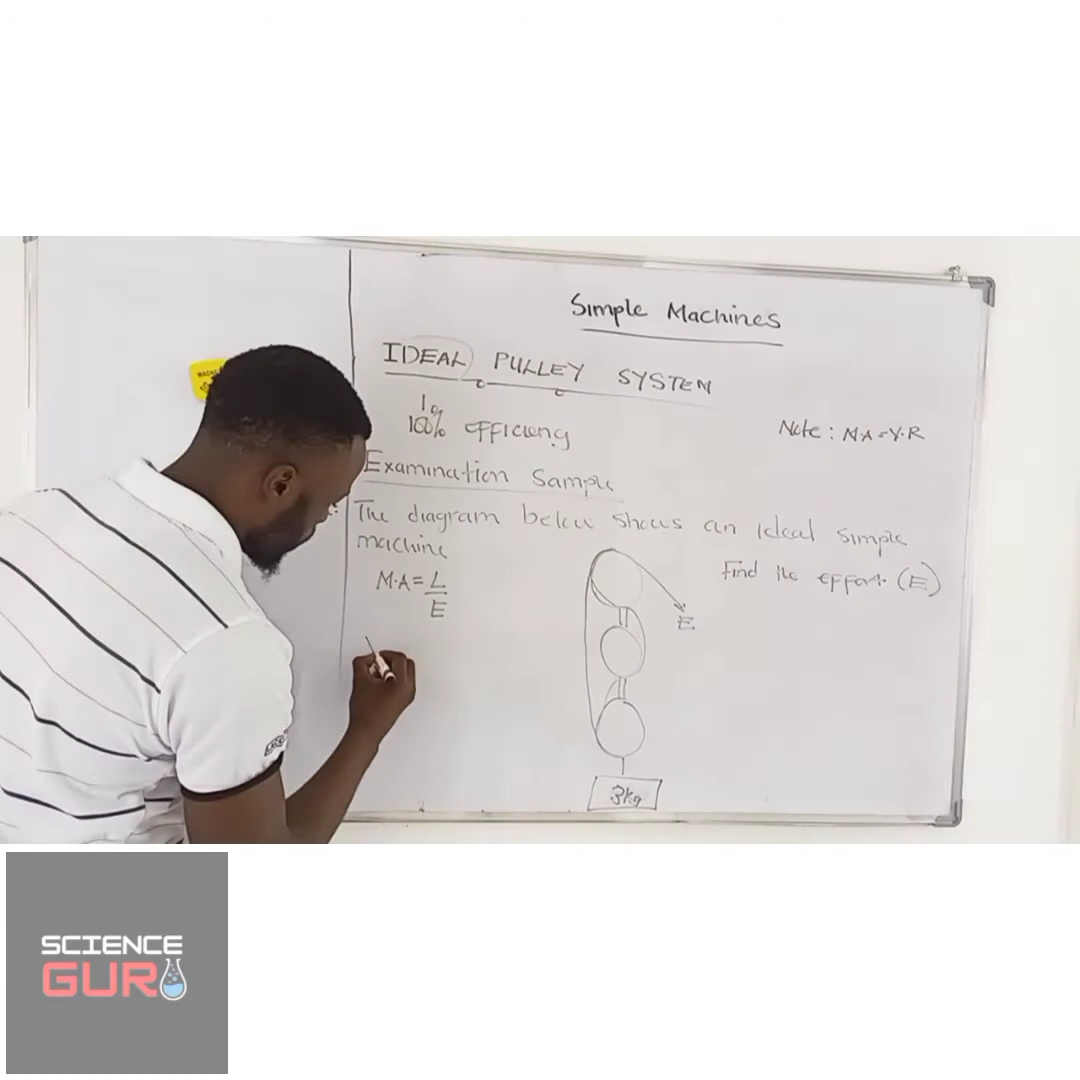 Simple Machines
IDEAL PULLEY SYSTEM
100% efficiency
Note: M.A = V.R
Examination Sample
The diagram below shows an ideal simple
machine
Find the effort (E)
M.A = L
E
E
3kg
SCIENCE
GURU